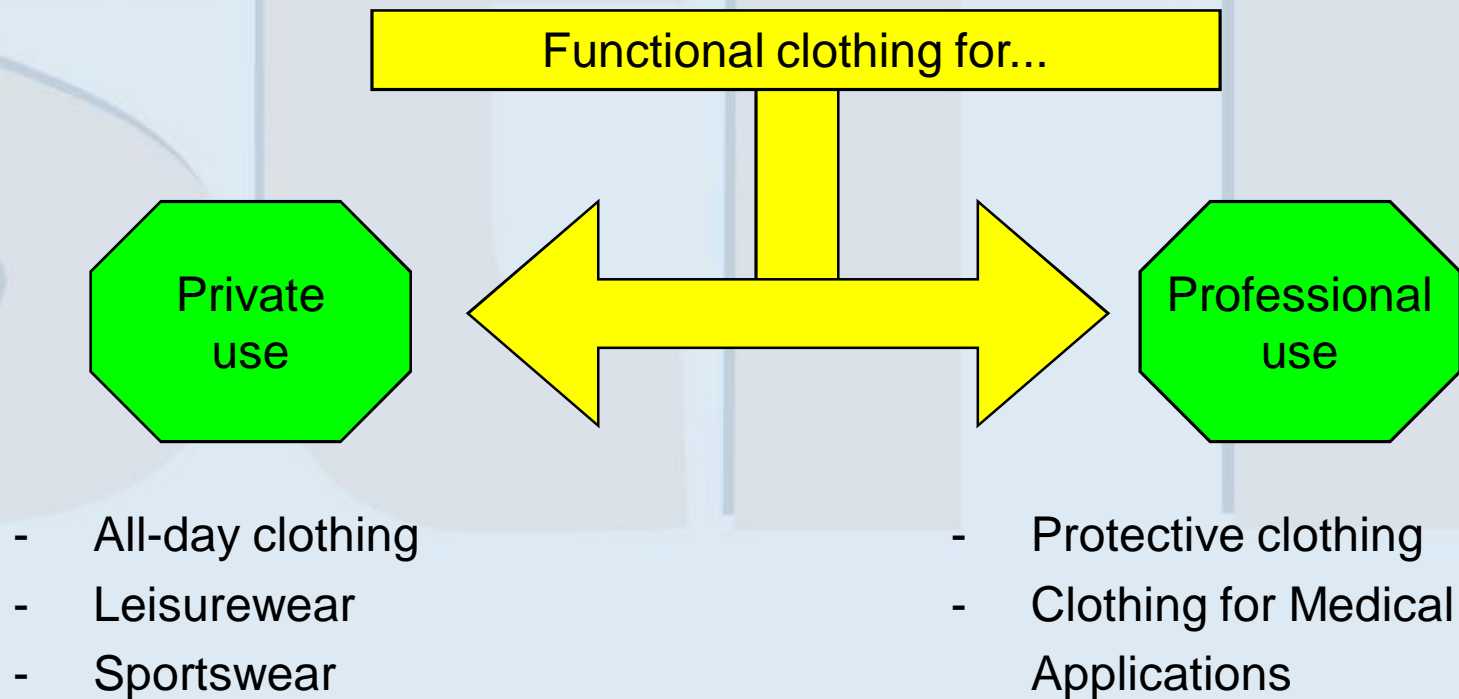 Functional clothing for...
Private
use
Professional
use
- All-day clothing
- Leisurewear
- Sportswear
- Protective clothing
- Clothing for Medical
Applications